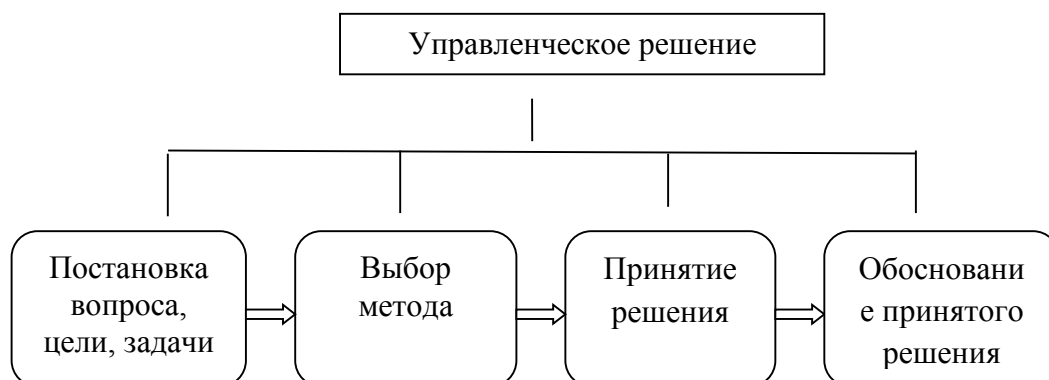 Управленческое решение
Постановка
вопроса,
цели, задачи
Выбор
метода
Принятие
решения
Обосновани
е принятого
решения